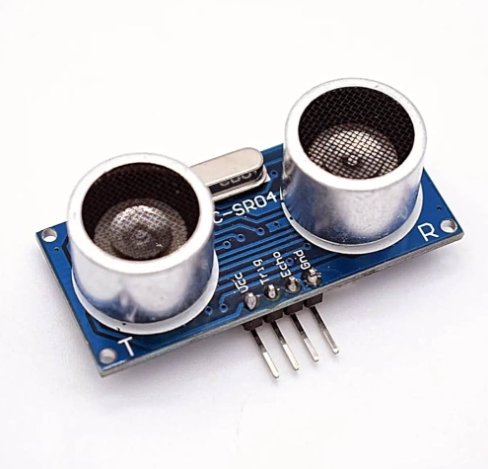 C-SR04
Vcc
Trig
Echo
Gnd
T
R